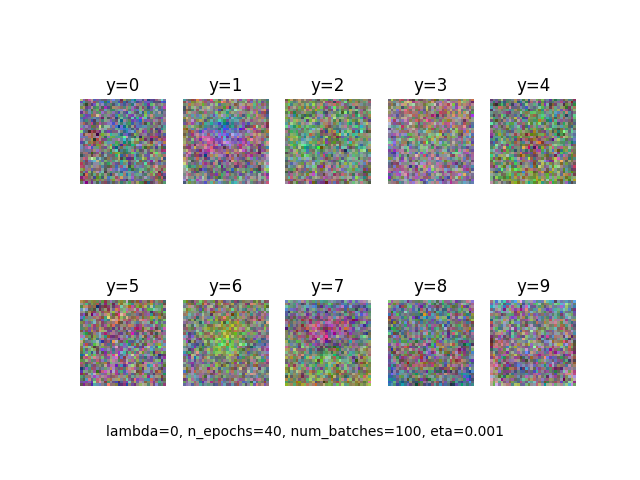 y=0 y=1 y=2 y=3 y=4
y=5 y=6 y=7 y=8 y=9
lambda=0, n_epochs=40, num_batches=100, eta=0.001